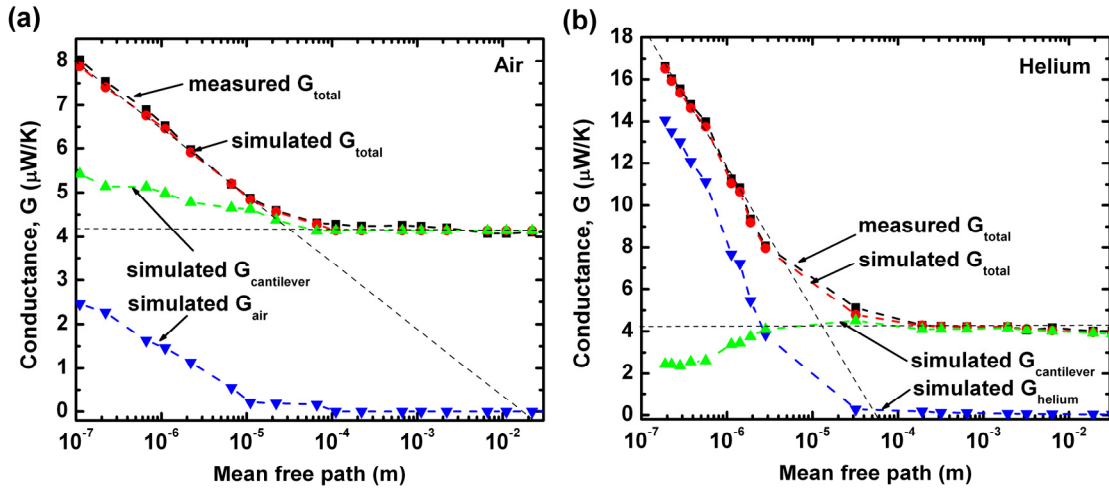 (a)
Air
measured G_total
simulated G_total
simulated G_cantilever
simulated G_air
Conductance, G (μW/K)
8
7
6
5
4
3
2
1
0
10^-7
10^-6
10^-5
10^-4
10^-3
10^-2
Mean free path (m)
(b)
Helium
measured G_total
simulated G_total
simulated G_cantilever
simulated G_helium
Conductance, G (μW/K)
18
16
14
12
10
8
6
4
2
0
10^-7
10^-6
10^-5
10^-4
10^-3
10^-2
Mean free path (m)